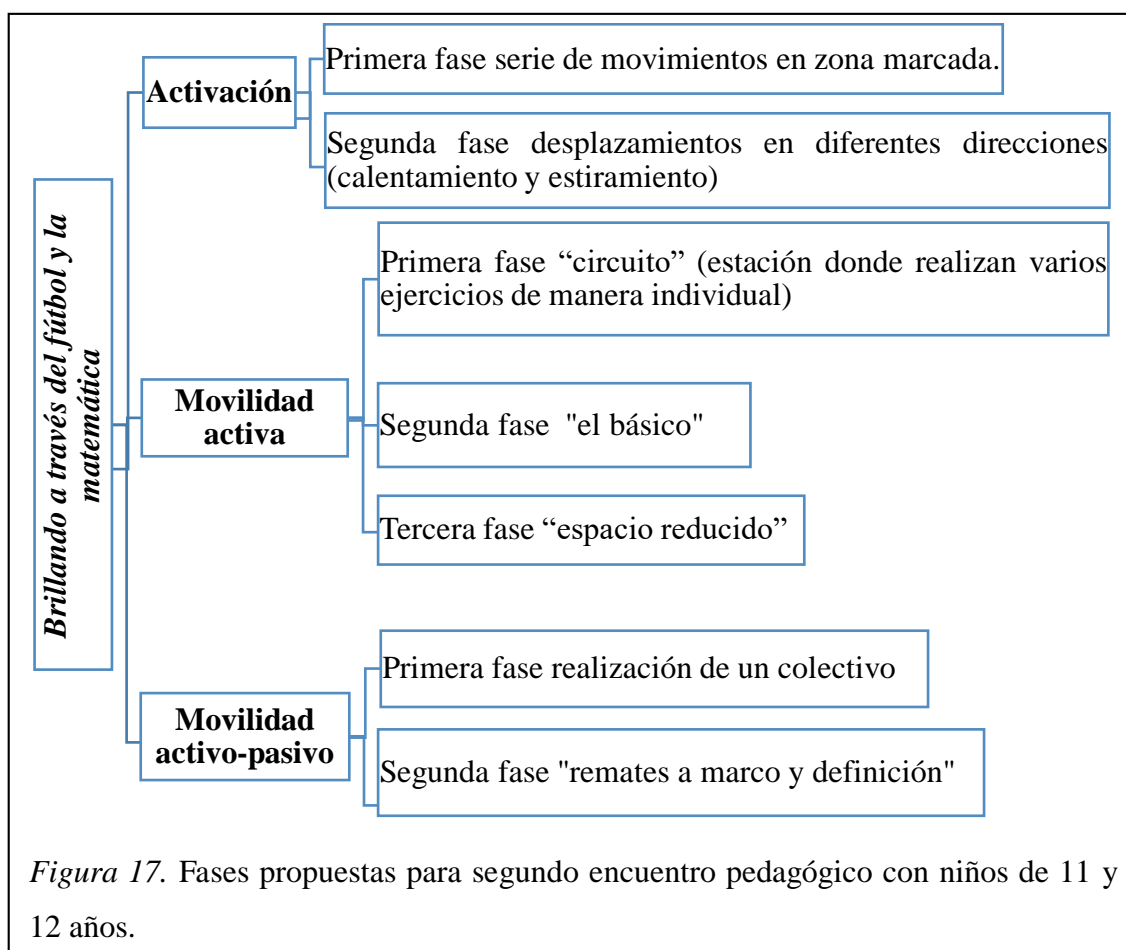 Brillando a través del fútbol y la
matemática
Activación
Primera fase serie de movimientos en zona marcada.
Segunda fase desplazamientos en diferentes direcciones
(calentamiento y estiramiento)
Movilidad
activa
Primera fase “circuito” (estación donde realizan varios
ejercicios de manera individual)
Segunda fase "el básico"
Tercera fase “espacio reducido”
Movilidad
activo-pasivo
Primera fase realización de un colectivo
Segunda fase "remates a marco y definición"
Figura 17. Fases propuestas para segundo encuentro pedagógico con niños de 11 y
12 años.